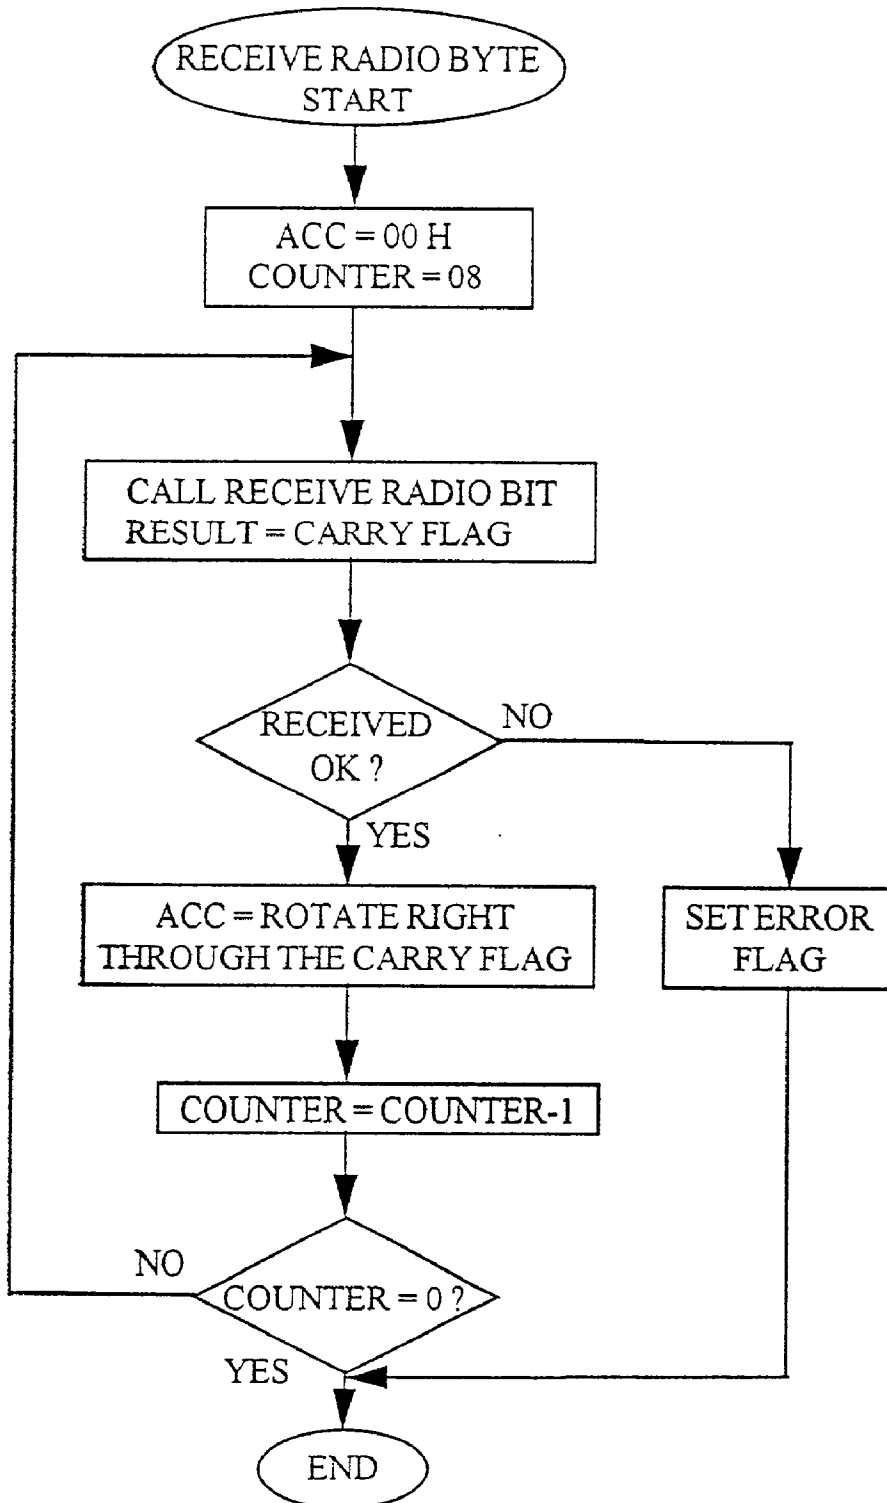 RECEIVE RADIO BYTE
START
ACC = 00 H
COUNTER = 08
CALL RECEIVE RADIO BIT
RESULT = CARRY FLAG
RECEIVED
OK ?
NO
YES
ACC = ROTATE RIGHT
THROUGH THE CARRY FLAG
SET ERROR
FLAG
COUNTER = COUNTER-1
NO
COUNTER = 0 ?
YES
END